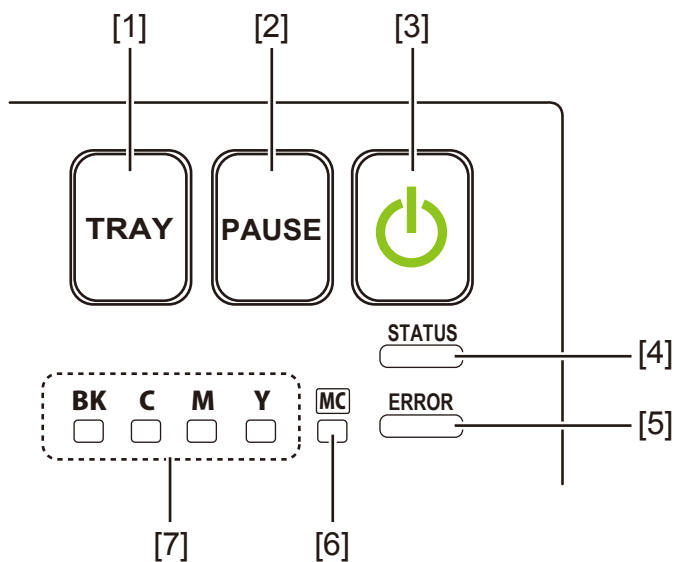 [1] [2] [3]
TRAY PAUSE
STATUS
[4]
BK C M Y MC ERROR
[5]
[7] [6]